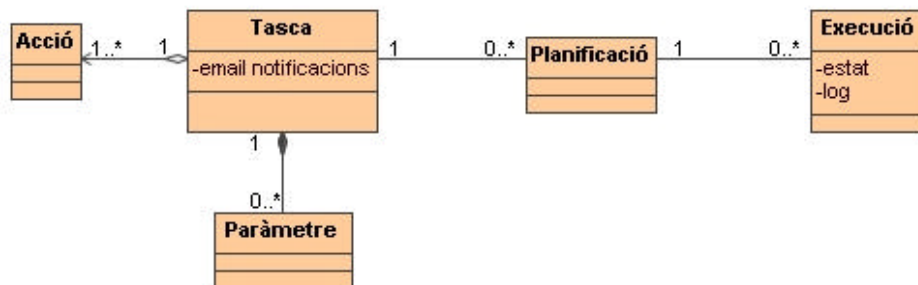 Acció
1..*
1
Tasca
-email notificacions
1
0..*
Planificació
1
0..*
Execució
-estat
-log
1
0..*
Paràmetre